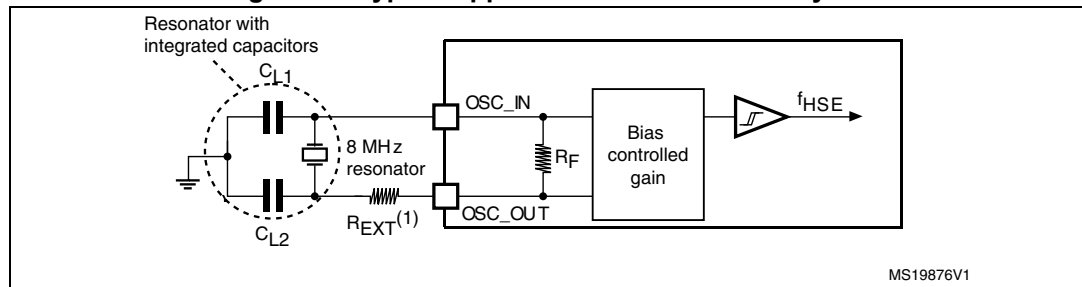 Resonator with
integrated capacitors
CL1
OSC_IN
fHSE
8 MHz
resonator
RF
Bias
controlled
gain
REXT(1)
OSC_OUT
CL2
MS19876V1